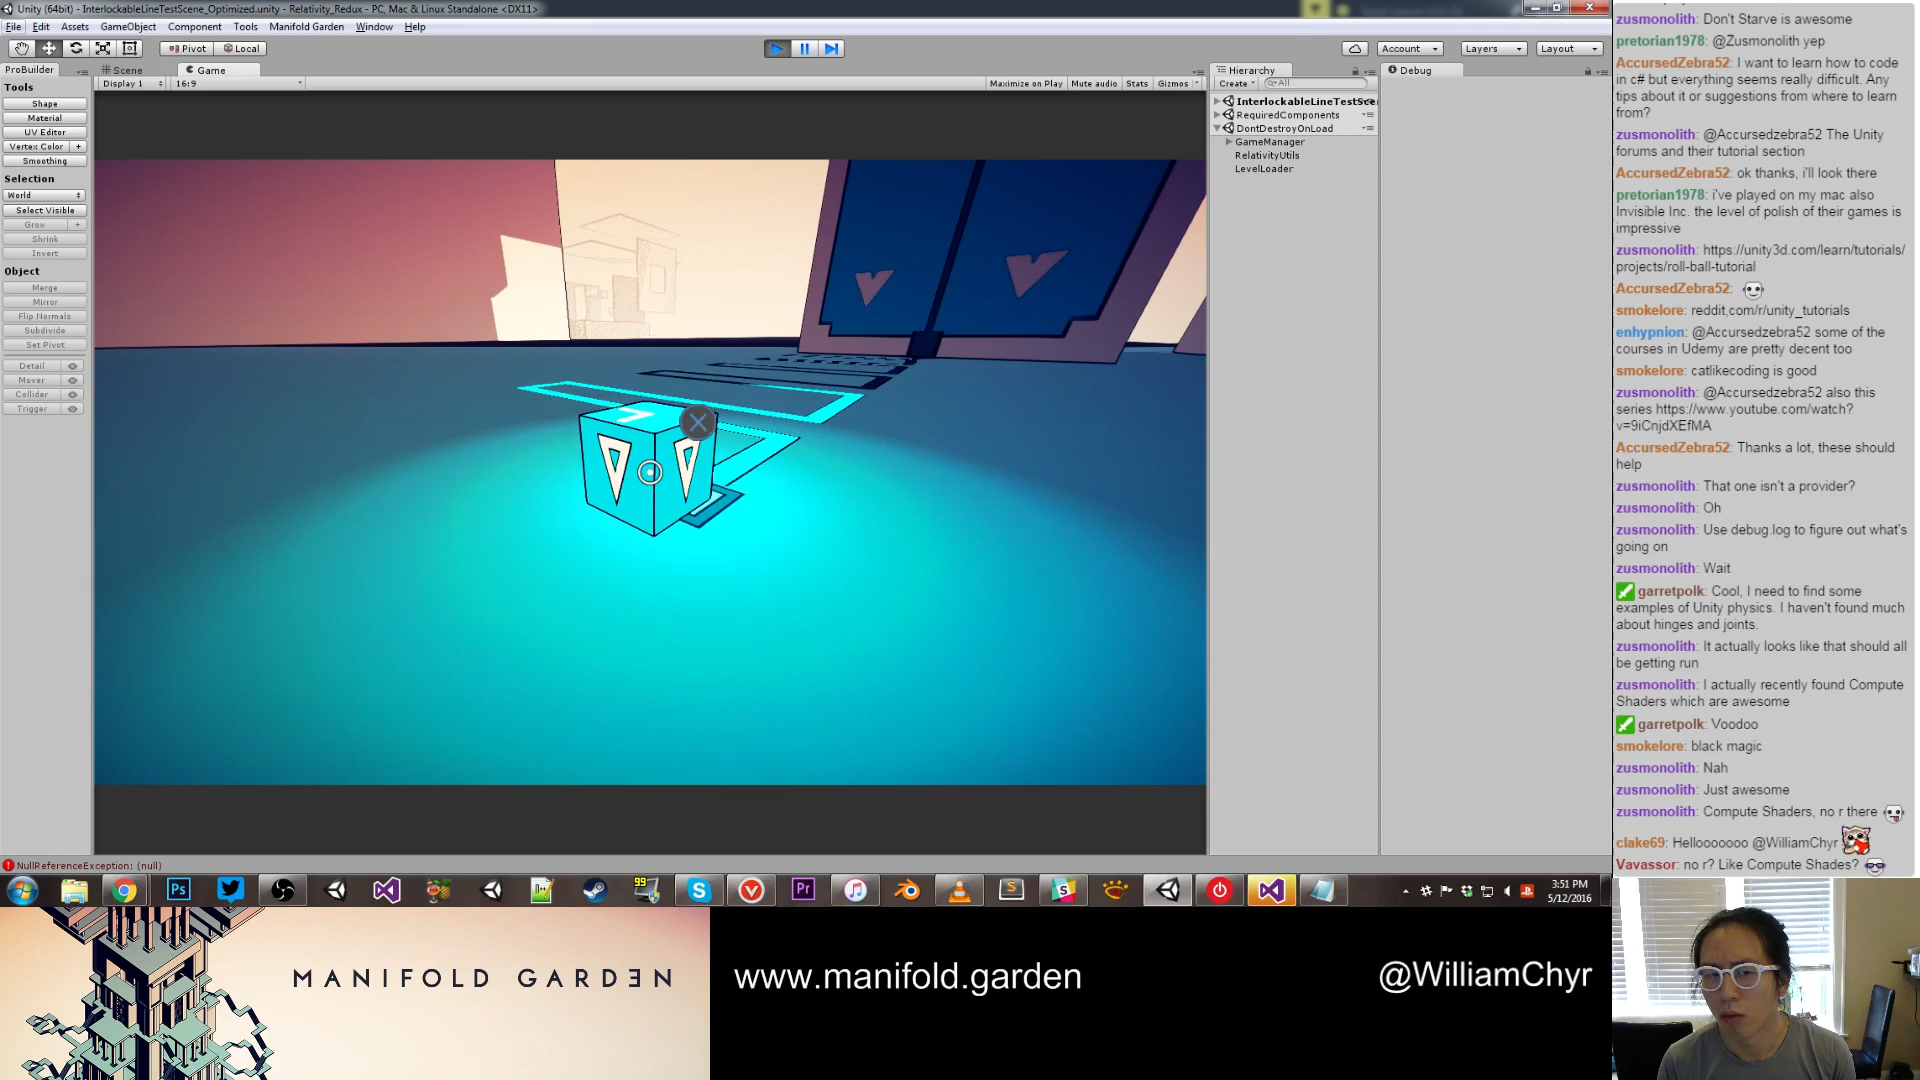 Unity (64bit) - InterlockableLineTestScene_Optimized.unity - Relativity_Redux - PC, Mac & Linux Standalone <DX11>
File Edit Assets GameObject Component Tools Manifold Garden Window Help
Pivot Local Account Layers Layout
ProBuilder Scene Game Hierarchy Debug
Display 1 16:9 Maximize on Play Mute audio Stats Gizmos Create All
Tools
Shape
Material
UV Editor
Vertex Color +
Smoothing
Selection
World
Select Visible
Grow +
Shrink
Invert
Object
Merge
Mirror
Flip Normals
Subdivide
Set Pivot
Detail
Mover
Collider
Trigger
InterlockableLineTestScer
RequiredComponents
DontDestroyOnLoad
GameManager
RelativityUtils
LevelLoader
NullReferenceException: (null)
zusmonolith: Don't Starve is awesome
pretorian1978: @Zusmonolith yep
AccursedZebra52: I want to learn how to code
in c# but everything seems really difficult. Any
tips about it or suggestions from where to learn
from?
zusmonolith: @Accursedzebra52 The Unity
forums and their tutorial section
AccursedZebra52: ok thanks, i'll look there
pretorian1978: i've played on my mac also
Invisible Inc. the level of polish of their games is
impressive
zusmonolith: https://unity3d.com/learn/tutorials/
projects/roll-ball-tutorial
AccursedZebra52:
smokelore: reddit,com/r/unity_tutorials
enhypnion: @Accursedzebra52 some of the
courses in Udemy are pretty decent too
smokelore: catlikecoding is good
zusmonolith: @Accursedzebra52 also this
series https://www.youtube.com/watch?
v=9iCnjdXEfMA
AccursedZebra52: Thanks a lot, these should
help
zusmonolith: That one isn't a provider?
zusmonolith: Oh
zusmonolith: Use debug.log to figure out what's
going on
zusmonolith: Wait
garretpolk: Cool, I need to find some
examples of Unity physics. I haven't found much
about hinges and joints.
zusmonolith: It actually looks like that should all
be getting run
zusmonolith: I actually recently found Compute
Shaders which are awesome
garretpolk: Voodoo
smokelore: black magic
zusmonolith: Nah
zusmonolith: Just awesome
zusmonolith: Compute Shaders, no r there
clake69: Hellooooooo @WilliamChyr
Vavassor: no r? Like Compute Shades?
Ps 99 S V Pr S
3:51 PM
5/12/2016
MANIFOLD GARDƎN
www.manifold.garden
@WilliamChyr